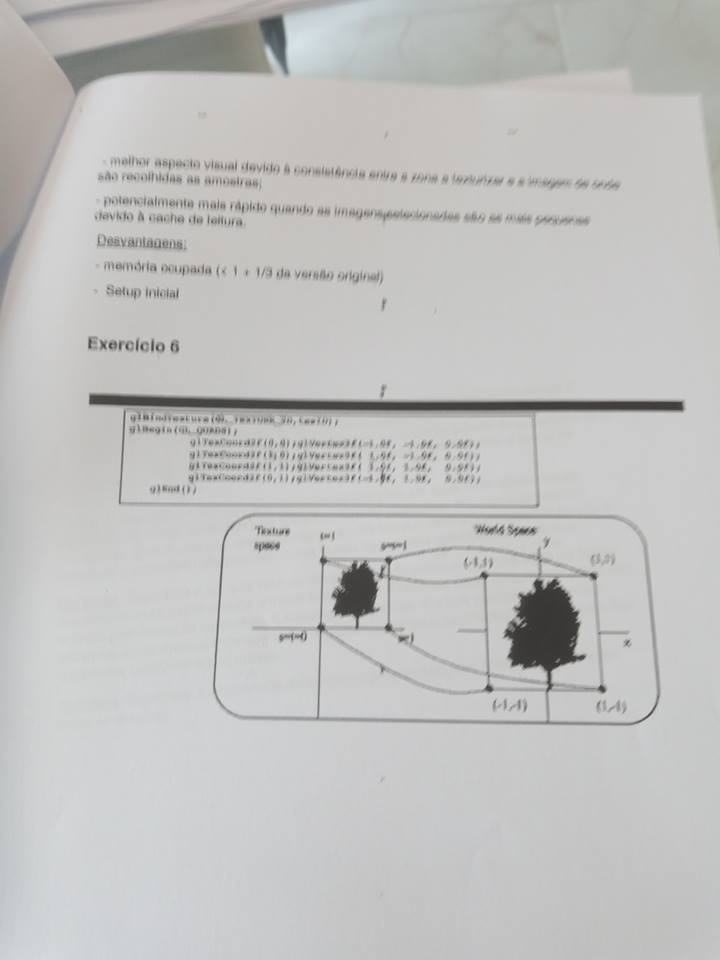 - melhor aspecto visual devido à consistência entre a zona a texturizar e a imagem de onde
são recolhidas as amostras;
- potencialmente mais rápido quando as imagens selecionadas são as mais pequenas
devido à cache de leitura.
Desvantagens:
- memória ocupada (< 1 + 1/3 da versão original)
- Setup inicial
Exercício 6
glBindTexture(GL_TEXTURE_2D,texID);
glBegin(GL_QUADS);
glTexCoord2f(0,0);glVertex3f(-1.0f, -1.0f, 0.0f);
glTexCoord2f(1,0);glVertex3f( 1.0f, -1.0f, 0.0f);
glTexCoord2f(1,1);glVertex3f( 1.0f, 1.0f, 0.0f);
glTexCoord2f(0,1);glVertex3f(-1.0f, 1.0f, 0.0f);
glEnd();
Texture
space
t=1
s=t=1
World Space
y
(-1,1)
(1,1)
s=t=0
s=1
x
(-1,-1)
(1,-1)